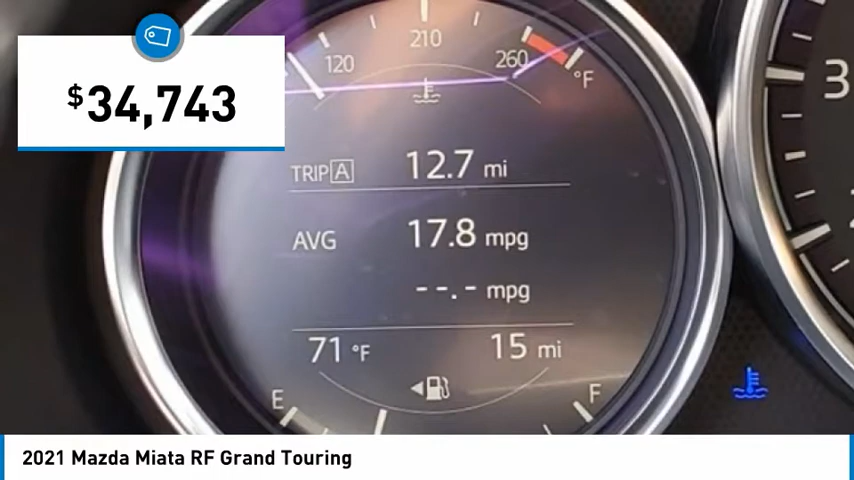 $34,743
120 210 260 °F
TRIP A 12.7 mi
AVG 17.8 mpg
--.- mpg
71 °F 15 mi
E F
3
2021 Mazda Miata RF Grand Touring